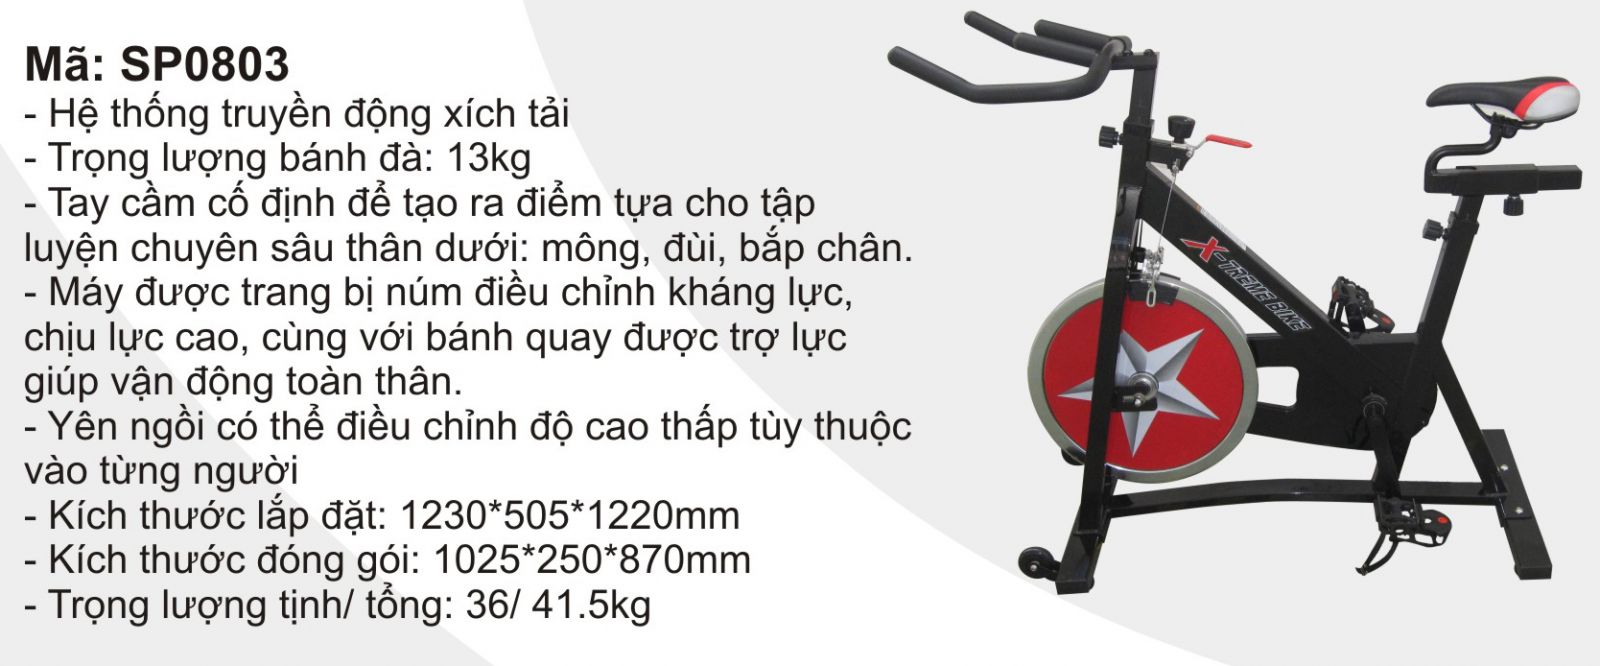 Mã: SP0803
- Hệ thống truyền động xích tải
- Trọng lượng bánh đà: 13kg
- Tay cầm cố định để tạo ra điểm tựa cho tập
luyện chuyên sâu thân dưới: mông, đùi, bắp chân.
- Máy được trang bị núm điều chỉnh kháng lực,
chịu lực cao, cùng với bánh quay được trợ lực
giúp vận động toàn thân.
- Yên ngồi có thể điều chỉnh độ cao thấp tùy thuộc
vào từng người
- Kích thước lắp đặt: 1230*505*1220mm
- Kích thước đóng gói: 1025*250*870mm
- Trọng lượng tịnh/ tổng: 36/ 41.5kg
X-TREME BIKE